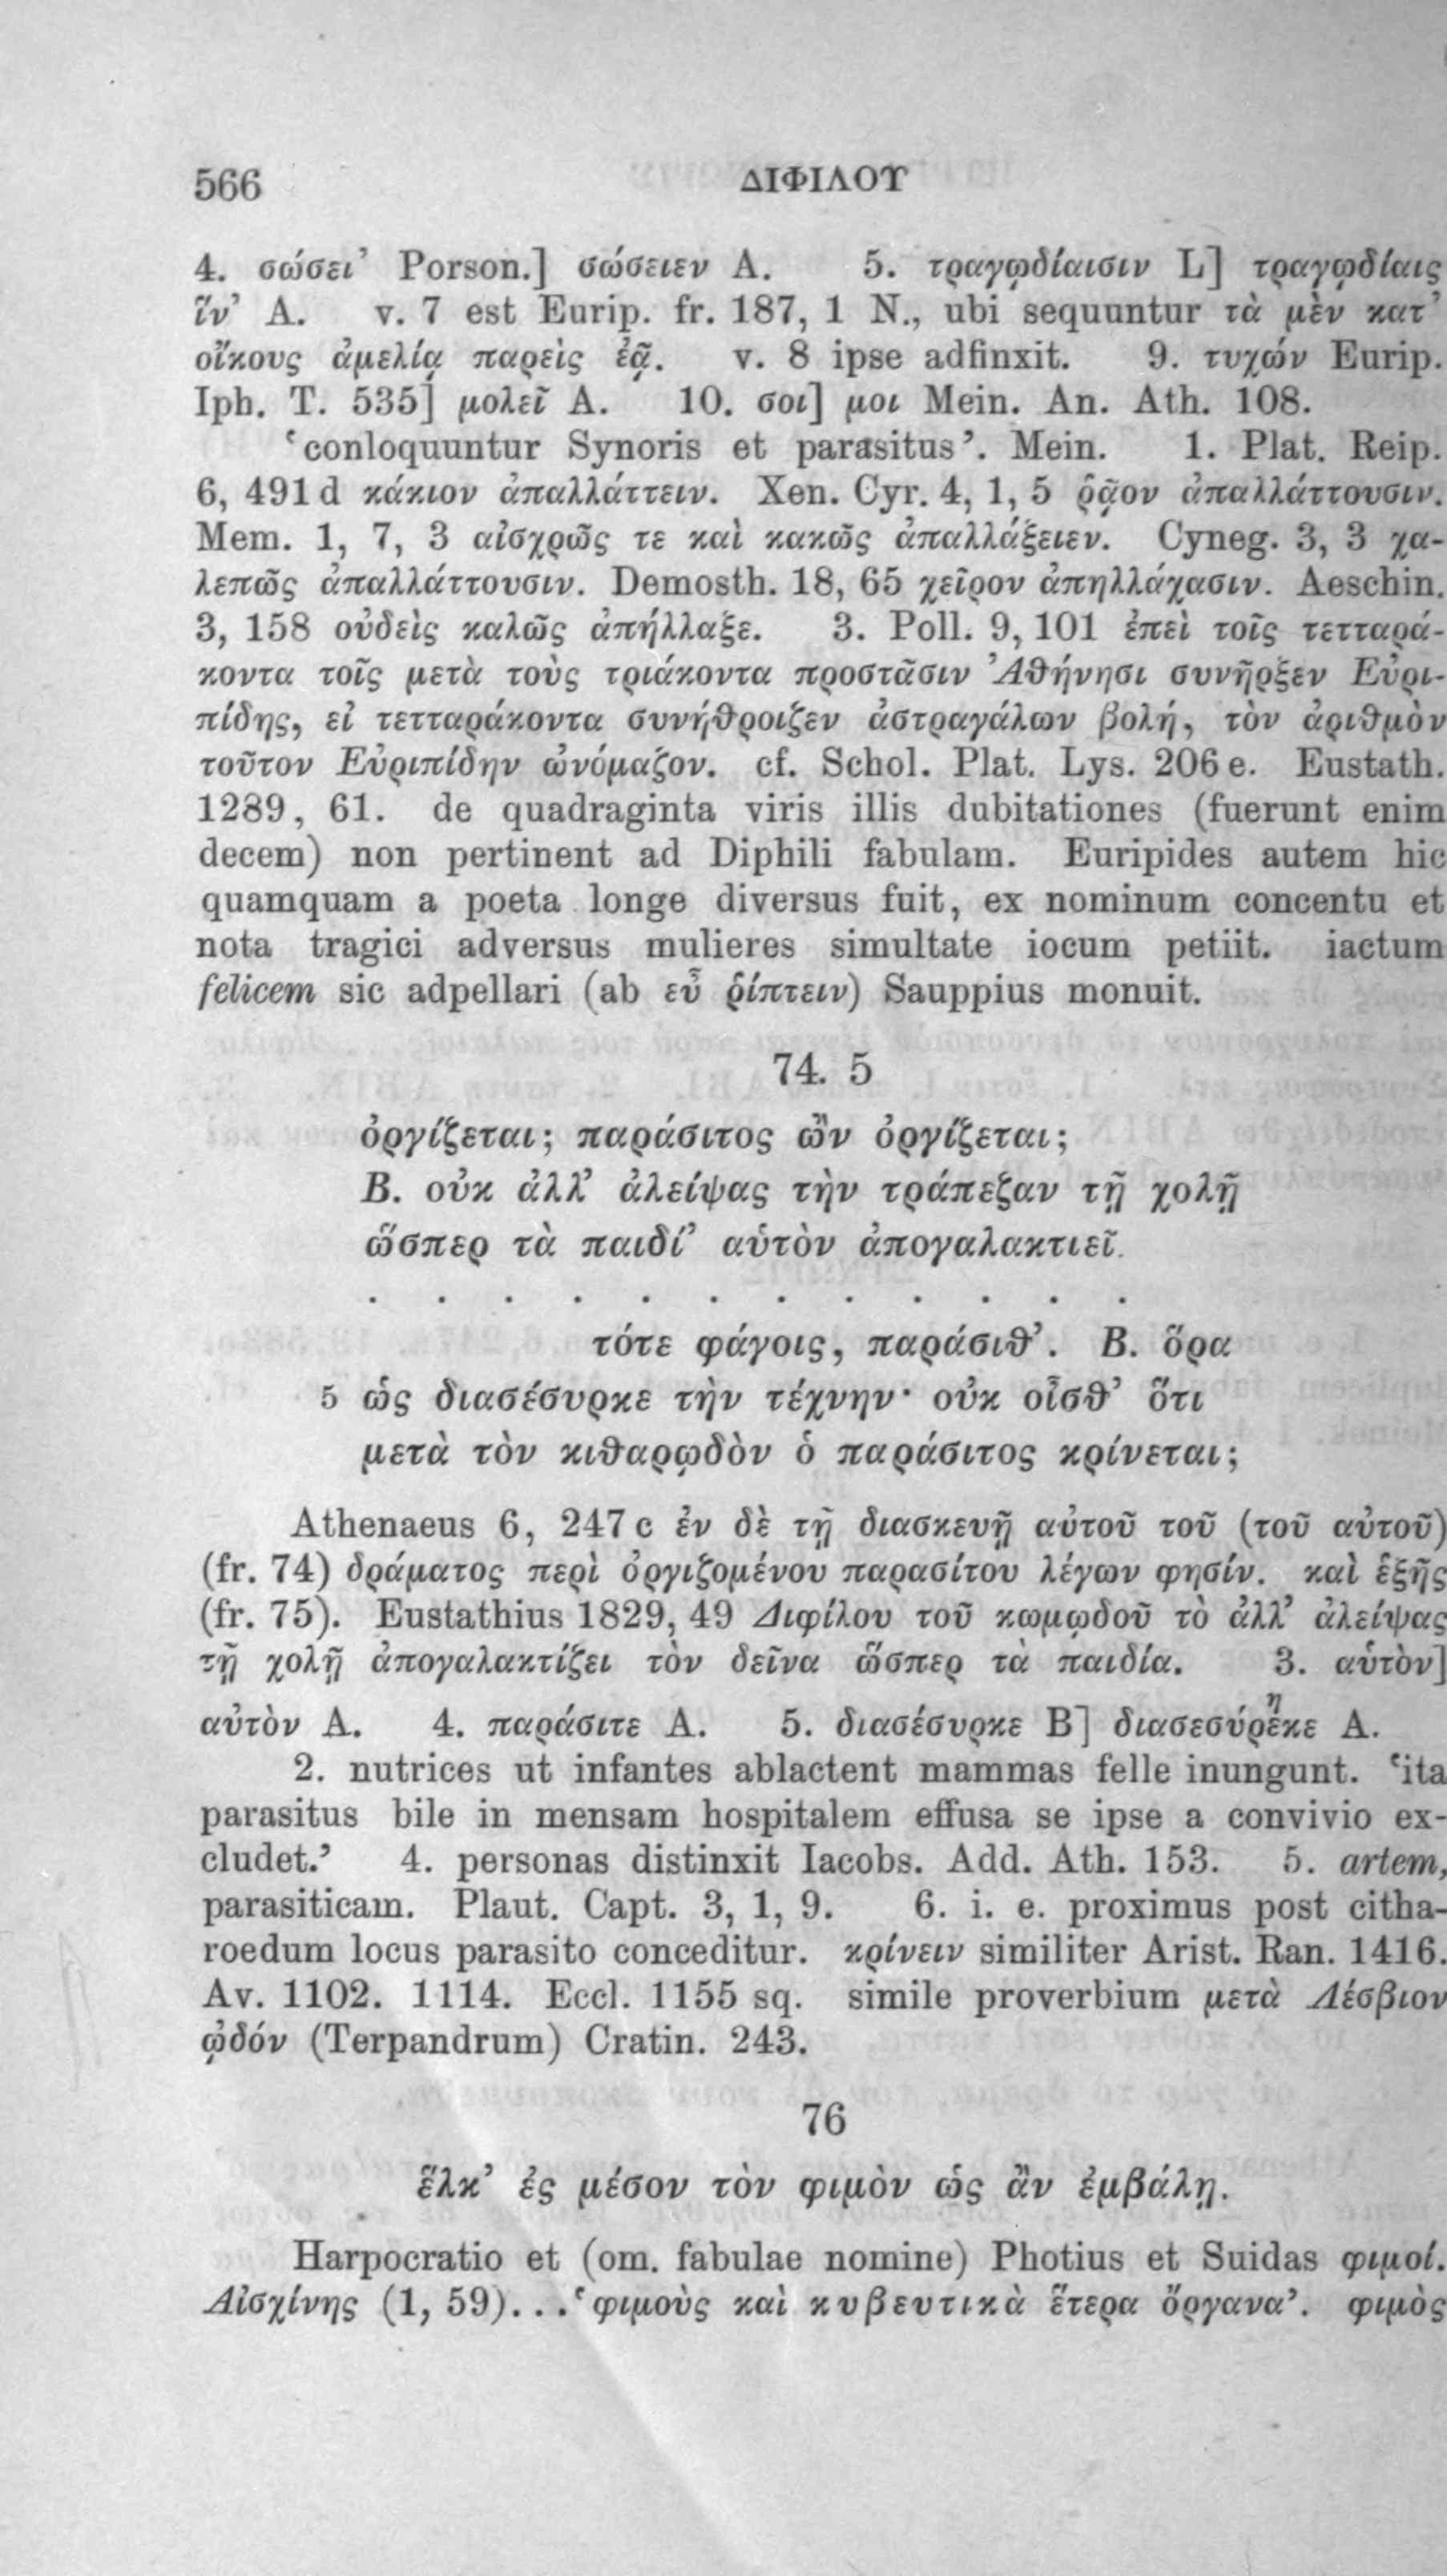 566 ΔΙΦΙΛΟΥ
4. σώσει’ Porson.] σώσειεν A. 5. τραγῳδίαισιν L] τραγῳδίαις
ἵν’ A. v. 7 est Eurip. fr. 187, 1 N., ubi sequuntur τὰ μὲν κατ’
οἴκους ἀμελίᾳ παρεὶς ἐᾷ. v. 8 ipse adfinxit. 9. τυχών Eurip.
Iph. T. 535] μολεῖ A. 10. σοι] μοι Mein. An. Ath. 108.
‘conloquuntur Synoris et parasitus’. Mein. 1. Plat. Reip.
6, 491 d κάκιον ἀπαλλάττειν. Xen. Cyr. 4, 1, 5 ῥᾷον ἀπαλλάττουσιν.
Mem. 1, 7, 3 αἰσχρῶς τε καὶ κακῶς ἀπαλλάξειεν. Cyneg. 3, 3 χα-
λεπῶς ἀπαλλάττουσιν. Demosth. 18, 65 χεῖρον ἀπηλλάχασιν. Aeschin.
3, 158 οὐδεὶς καλῶς ἀπήλλαξε. 3. Poll. 9, 101 ἐπεὶ τοῖς τετταρά-
κοντα τοῖς μετὰ τοὺς τριάκοντα προστᾶσιν Ἀθήνησι συνῆρξεν Εὐρι-
πίδης, εἰ τετταράκοντα συνήθροιζεν ἀστραγάλων βολή, τὸν ἀριθμὸν
τοῦτον Εὐριπίδην ὠνόμαζον. cf. Schol. Plat. Lys. 206 e. Eustath.
1289, 61. de quadraginta viris illis dubitationes (fuerunt enim
decem) non pertinent ad Diphili fabulam. Euripides autem hic
quamquam a poeta longe diversus fuit, ex nominum concentu et
nota tragici adversus mulieres simultate iocum petiit. iactum
felicem sic adpellari (ab εὖ ῥίπτειν) Sauppius monuit.
74. 5
ὀργίζεται; παράσιτος ὢν ὀργίζεται;
Β. οὐκ ἀλλ’ ἀλείψας τὴν τράπεζαν τῇ χολῇ
ὥσπερ τὰ παιδί’ αὑτὸν ἀπογαλακτιεῖ.
. . . . . . . . . . . .
τότε φάγοις, παράσιθ’. Β. ὅρα
5 ὡς διασέσυρκε τὴν τέχνην· οὐκ οἶσθ’ ὅτι
μετὰ τὸν κιθαρῳδὸν ὁ παράσιτος κρίνεται;
Athenaeus 6, 247 c ἐν δὲ τῇ διασκευῇ αὐτοῦ τοῦ (τοῦ αὐτοῦ)
(fr. 74) δράματος περὶ ὀργιζομένου παρασίτου λέγων φησίν. καὶ ἑξῆς
(fr. 75). Eustathius 1829, 49 Διφίλου τοῦ κωμῳδοῦ τὸ ἀλλ’ ἀλείψας
τῇ χολῇ ἀπογαλακτίζει τὸν δεῖνα ὥσπερ τὰ παιδία. 3. αὑτὸν]
αὐτὸν A. 4. παράσιτε A. 5. διασέσυρκε B] διασεσύρἑκε A.
2. nutrices ut infantes ablactent mammas felle inungunt. ‘ita
parasitus bile in mensam hospitalem effusa se ipse a convivio ex-
cludet.’ 4. personas distinxit Iacobs. Add. Ath. 153. 5. artem,
parasiticam. Plaut. Capt. 3, 1, 9. 6. i. e. proximus post citha-
roedum locus parasito conceditur. κρίνειν similiter Arist. Ran. 1416.
Av. 1102. 1114. Eccl. 1155 sq. simile proverbium μετὰ Λέσβιον
ᾠδόν (Terpandrum) Cratin. 243.
76
ἕλκ’ ἐς μέσον τὸν φιμὸν ὡς ἂν ἐμβάλῃ.
Harpocratio et (om. fabulae nomine) Photius et Suidas φιμοί.
Αἰσχίνης (1, 59)...‘φιμοὺς καὶ κυβευτικὰ ἕτερα ὄργανα’. φιμὸς